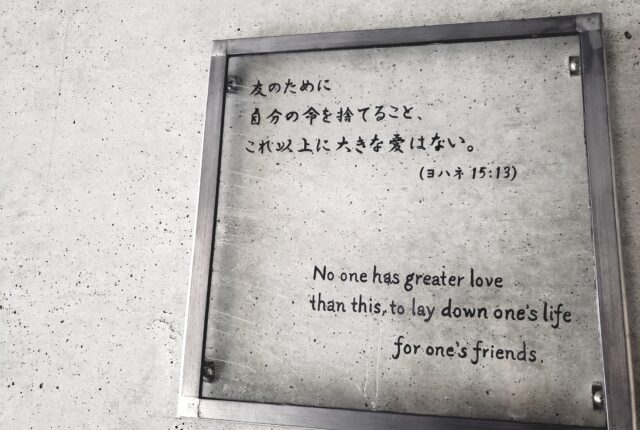 友のために
自分の命を捨てること、
これ以上に大きな愛はない。
(ヨハネ 15:13)
No one has greater love
than this, to lay down one's life
for one's friends.